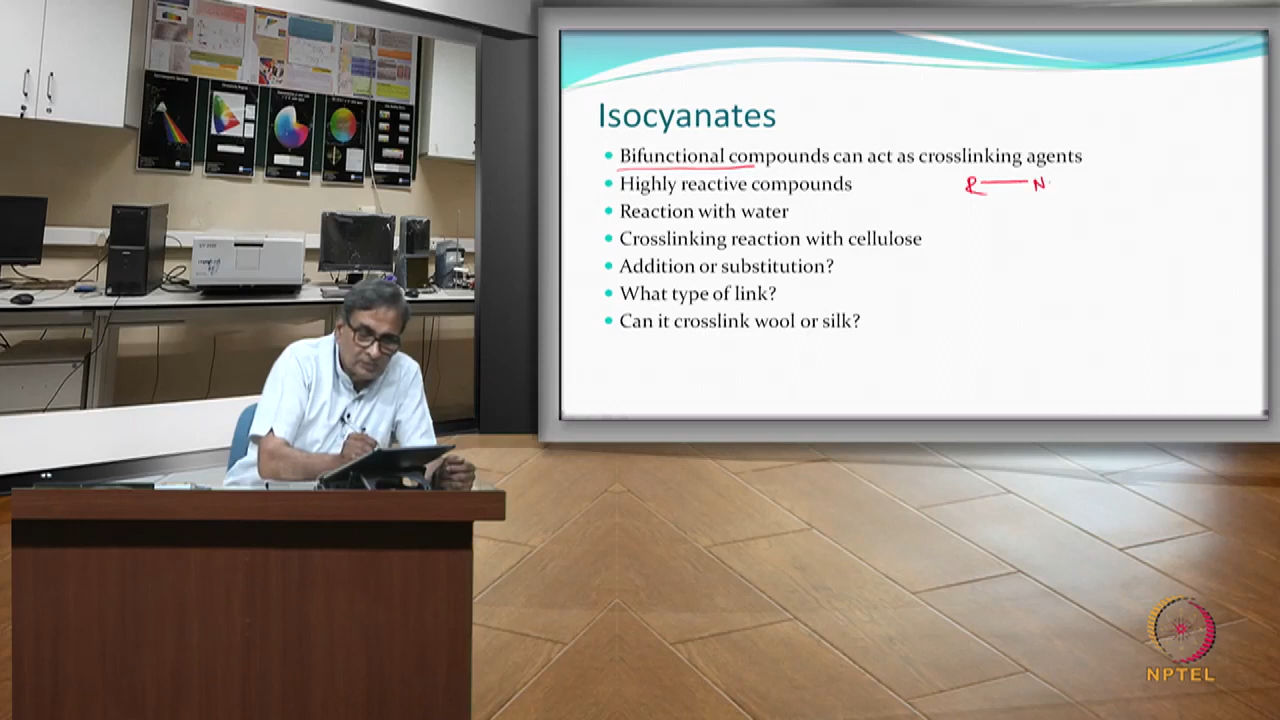 Isocyanates
• Bifunctional compounds can act as crosslinking agents
• Highly reactive compounds
R — N
• Reaction with water
• Crosslinking reaction with cellulose
• Addition or substitution?
• What type of link?
• Can it crosslink wool or silk?
NPTEL